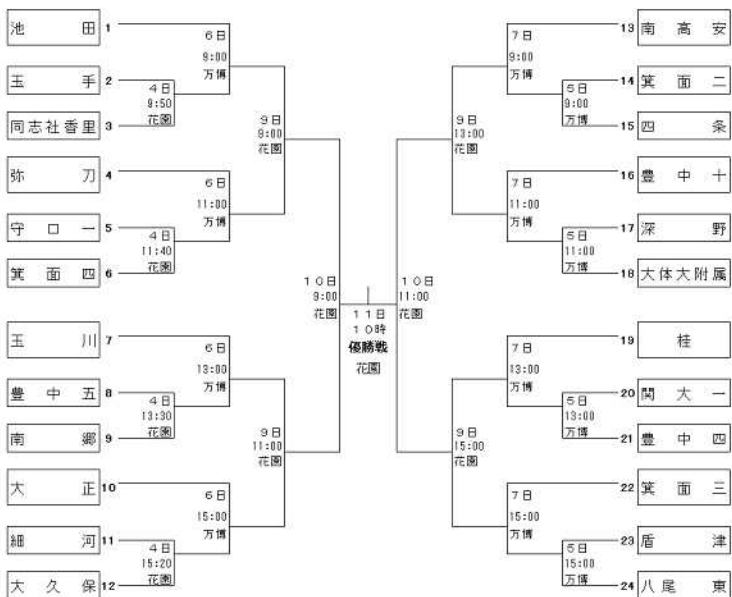 池田 1
6日
9:00
万博
玉手 2
4日
9:50
花園
同志社香里 3
9日
9:00
花園
弥刀 4
6日
11:00
万博
守口一 5
4日
11:40
花園
箕面四 6
10日
9:00
花園
玉川 7
6日
13:00
万博
豊中五 8
4日
13:30
花園
南郷 9
9日
11:00
花園
大正 10
6日
15:00
万博
細河 11
4日
15:20
花園
大久保 12
11日
10時
優勝戦
花園
13 南高安
7日
9:00
万博
14 箕面二
5日
9:00
万博
15 四条
9日
13:00
花園
16 豊中十
7日
11:00
万博
17 深野
5日
11:00
万博
18 大体大附属
10日
11:00
花園
19 桂
7日
13:00
万博
20 関大一
5日
13:00
万博
21 豊中四
9日
15:00
花園
22 箕面三
7日
15:00
万博
23 盾津
5日
15:00
万博
24 八尾東